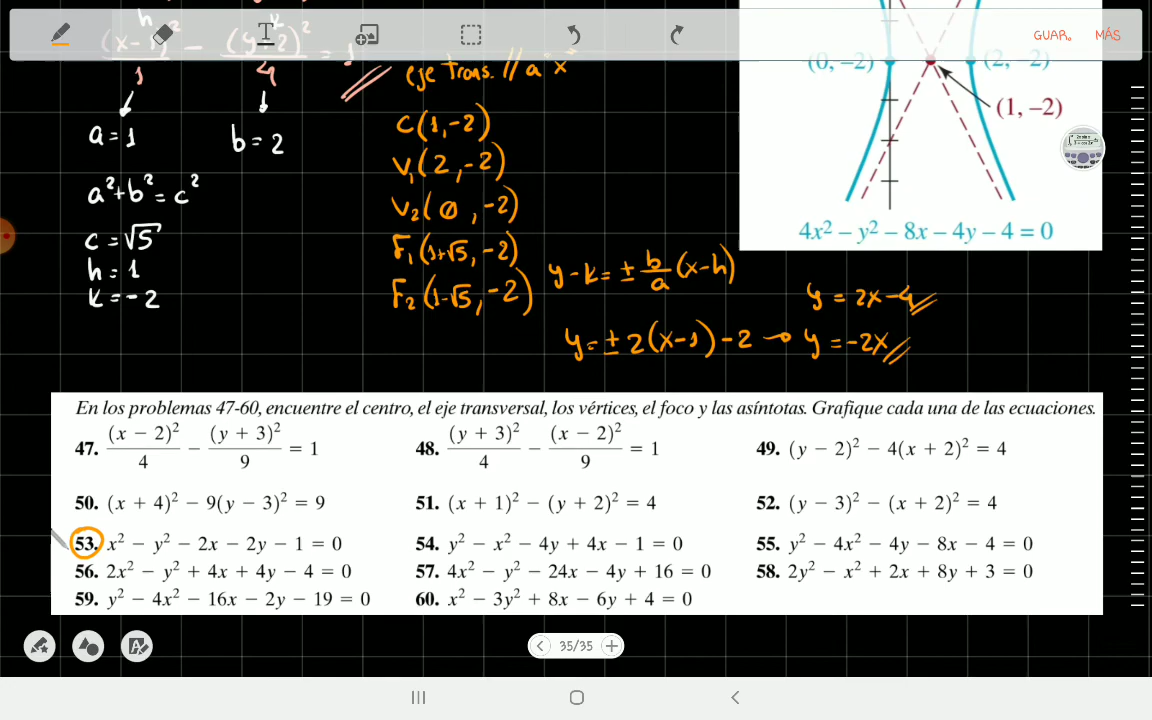 GUAR. MÁS
h k
(x-1)² - (y+2)² = 1
1 4
a = 1 b = 2
a² + b² = c²
c = √5
h = 1
k = -2
eje trans. // a "x"
C(1,-2)
V₁(2,-2)
V₂(0,-2)
F₁(1+√5,-2)
F₂(1-√5,-2)
y-k = ± b/a (x-h)
y = ± 2(x-1) - 2 → y = -2x //
y = 2x-4 //
(0, −2) (2, −2)
(1, −2)
4x² − y² − 8x − 4y − 4 = 0
En los problemas 47-60, encuentre el centro, el eje transversal, los vértices, el foco y las asíntotas. Grafique cada una de las ecuaciones.
47. (x − 2)²/4 − (y + 3)²/9 = 1 48. (y + 3)²/4 − (x − 2)²/9 = 1 49. (y − 2)² − 4(x + 2)² = 4
50. (x + 4)² − 9(y − 3)² = 9 51. (x + 1)² − (y + 2)² = 4 52. (y − 3)² − (x + 2)² = 4
53. x² − y² − 2x − 2y − 1 = 0 54. y² − x² − 4y + 4x − 1 = 0 55. y² − 4x² − 4y − 8x − 4 = 0
56. 2x² − y² + 4x + 4y − 4 = 0 57. 4x² − y² − 24x − 4y + 16 = 0 58. 2y² − x² + 2x + 8y + 3 = 0
59. y² − 4x² − 16x − 2y − 19 = 0 60. x² − 3y² + 8x − 6y + 4 = 0
35/35